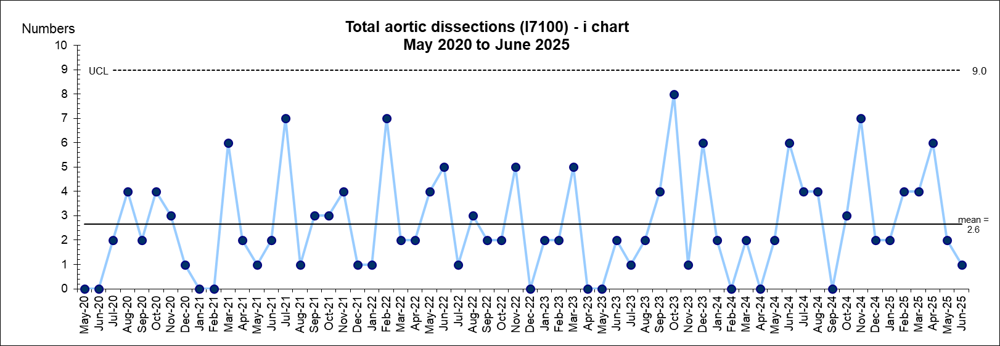 Numbers
Total aortic dissections (I7100) - i chart
May 2020 to June 2025
10
9
8
7
6
5
4
3
2
1
0
UCL
9.0
mean =
2.6
May-20
Jun-20
Jul-20
Aug-20
Sep-20
Oct-20
Nov-20
Dec-20
Jan-21
Feb-21
Mar-21
Apr-21
May-21
Jun-21
Jul-21
Aug-21
Sep-21
Oct-21
Nov-21
Dec-21
Jan-22
Feb-22
Mar-22
Apr-22
May-22
Jun-22
Jul-22
Aug-22
Sep-22
Oct-22
Nov-22
Dec-22
Jan-23
Feb-23
Mar-23
Apr-23
May-23
Jun-23
Jul-23
Aug-23
Sep-23
Oct-23
Nov-23
Dec-23
Jan-24
Feb-24
Mar-24
Apr-24
May-24
Jun-24
Jul-24
Aug-24
Sep-24
Oct-24
Nov-24
Dec-24
Jan-25
Feb-25
Mar-25
Apr-25
May-25
Jun-25